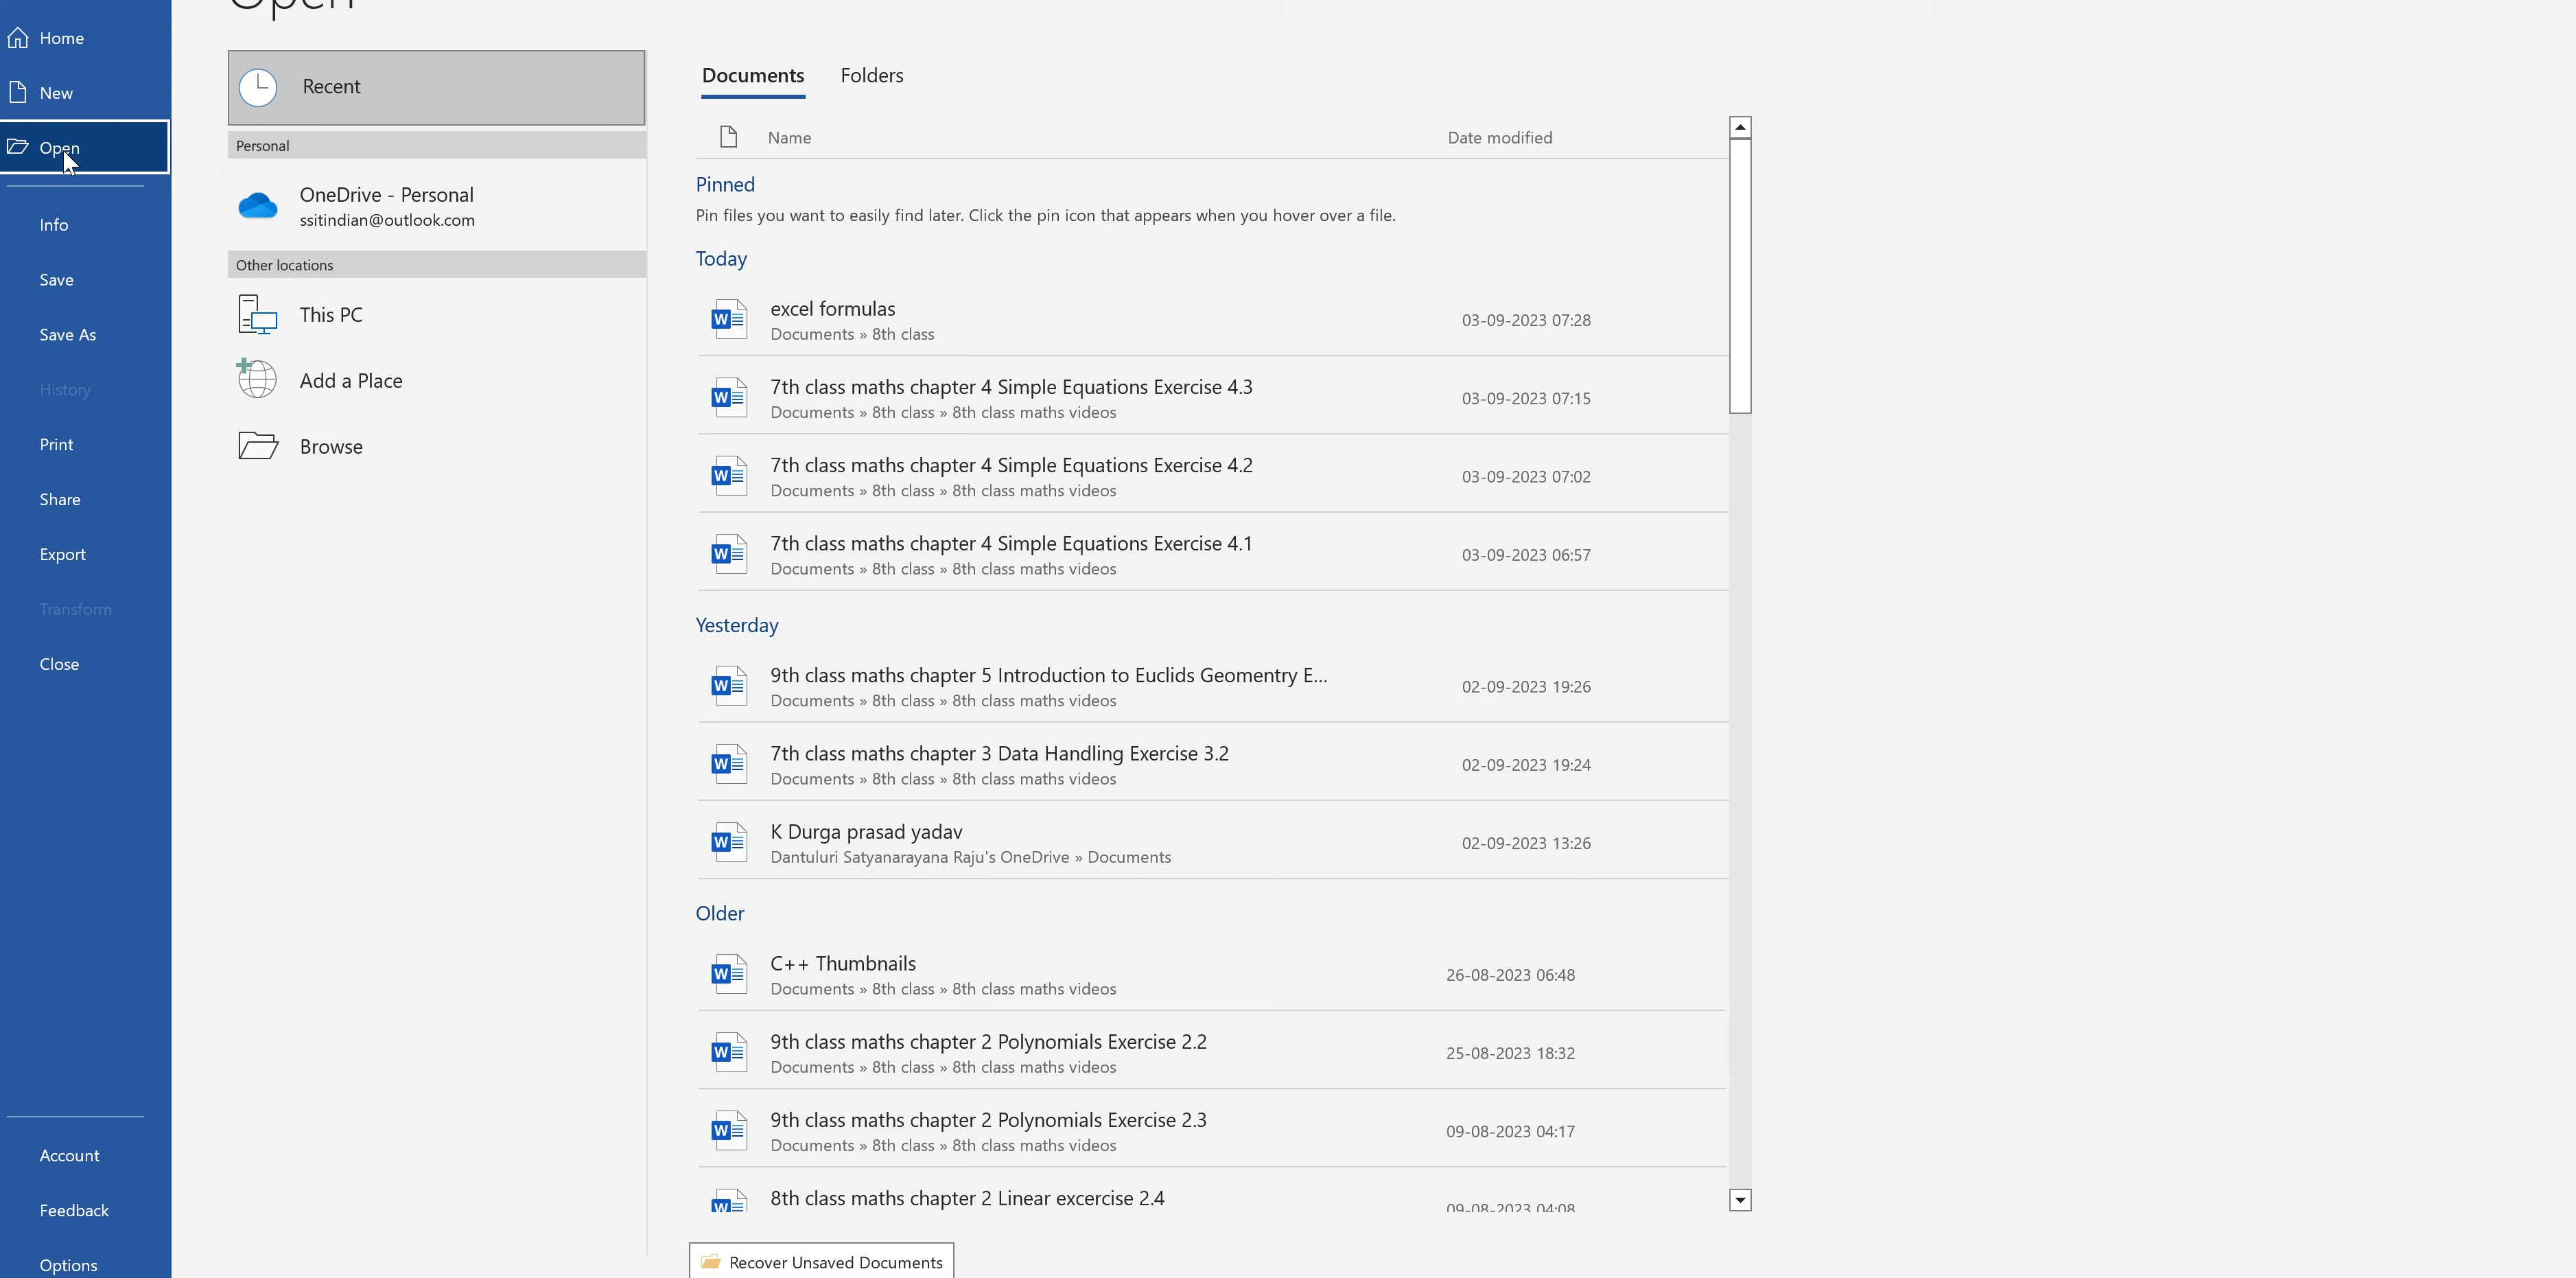 Open
Home
New
Open
Info
Save
Save As
History
Print
Share
Export
Transform
Close
Account
Feedback
Options
Recent
Personal
OneDrive - Personal
ssitindian@outlook.com
Other locations
This PC
Add a Place
Browse
Documents Folders
Name Date modified
Pinned
Pin files you want to easily find later. Click the pin icon that appears when you hover over a file.
Today
excel formulas
Documents » 8th class
03-09-2023 07:28
7th class maths chapter 4 Simple Equations Exercise 4.3
Documents » 8th class » 8th class maths videos
03-09-2023 07:15
7th class maths chapter 4 Simple Equations Exercise 4.2
Documents » 8th class » 8th class maths videos
03-09-2023 07:02
7th class maths chapter 4 Simple Equations Exercise 4.1
Documents » 8th class » 8th class maths videos
03-09-2023 06:57
Yesterday
9th class maths chapter 5 Introduction to Euclids Geomentry E...
Documents » 8th class » 8th class maths videos
02-09-2023 19:26
7th class maths chapter 3 Data Handling Exercise 3.2
Documents » 8th class » 8th class maths videos
02-09-2023 19:24
K Durga prasad yadav
Dantuluri Satyanarayana Raju's OneDrive » Documents
02-09-2023 13:26
Older
C++ Thumbnails
Documents » 8th class » 8th class maths videos
26-08-2023 06:48
9th class maths chapter 2 Polynomials Exercise 2.2
Documents » 8th class » 8th class maths videos
25-08-2023 18:32
9th class maths chapter 2 Polynomials Exercise 2.3
Documents » 8th class » 8th class maths videos
09-08-2023 04:17
8th class maths chapter 2 Linear excercise 2.4
09-08-2023 04:08
Recover Unsaved Documents